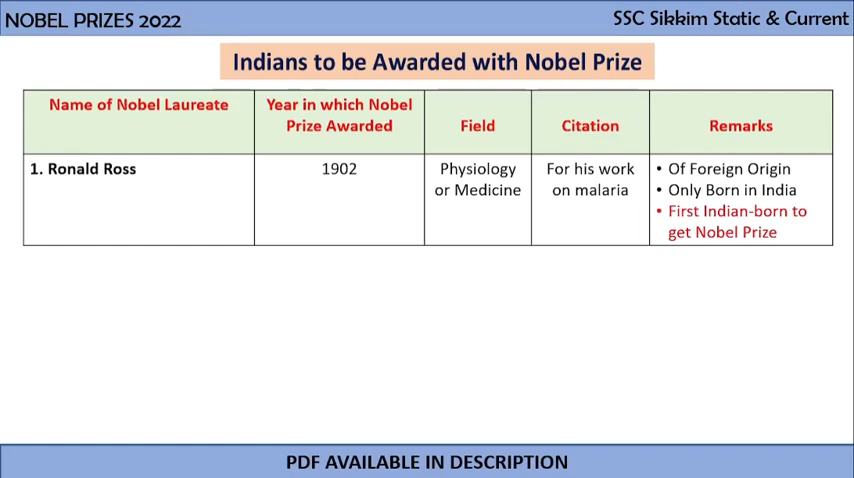 NOBEL PRIZES 2022
SSC Sikkim Static & Current
Indians to be Awarded with Nobel Prize
Name of Nobel Laureate
Year in which Nobel
Prize Awarded
Field
Citation
Remarks
1. Ronald Ross
1902
Physiology
or Medicine
For his work
on malaria
• Of Foreign Origin
• Only Born in India
• First Indian-born to
get Nobel Prize
PDF AVAILABLE IN DESCRIPTION